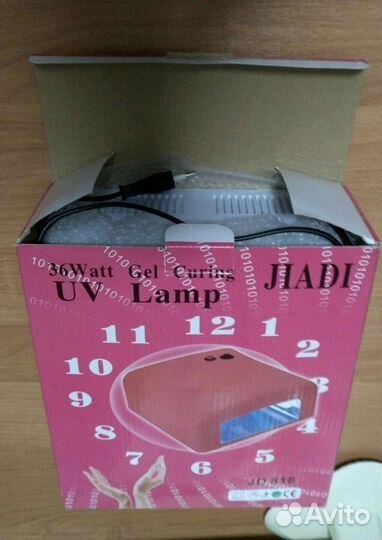 36Watt Gel Curing
UV Lamp
JIADI
11 12 1
10 2
9 3
8 4
7 6 5
JD 818
CE
Avito